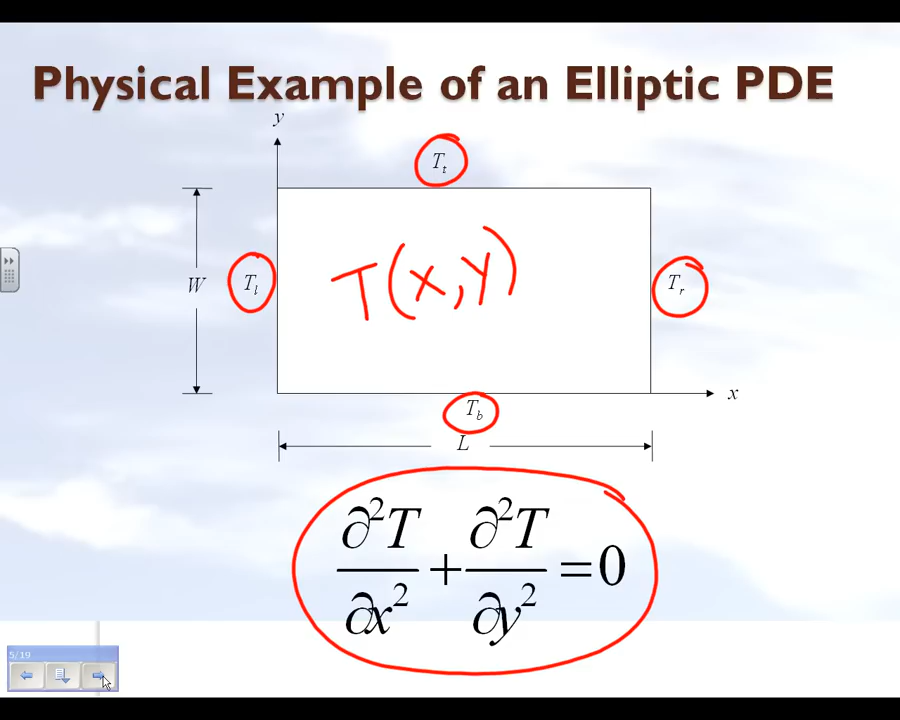 Physical Example of an Elliptic PDE
y
T_t
W
T_l
T(x,y)
T_r
x
T_b
L
∂²T/∂x² + ∂²T/∂y² = 0
5/19